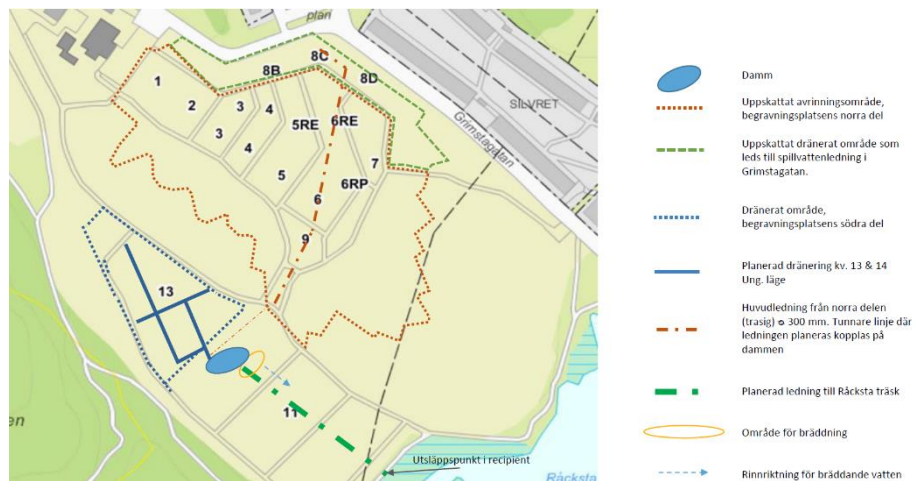 plan
8C
8B
8D
1
SILVRET
2
3
4
Grimstagatan
5RE
6RE
3
4
7
5
6RP
6
9
13
11
en
Utsläppspunkt i recipient
Råcksta
Damm
Uppskattat avrinningsområde,
begravningsplatsens norra del
Uppskattat dränerat område som
leds till spillvattenledning i
Grimstagatan.
Dränerat område,
begravningsplatsens södra del
Planerad dränering kv. 13 & 14
Ung. läge
Huvudledning från norra delen
(trasig) ⌀ 300 mm. Tunnare linje där
ledningen planeras kopplas på
dammen
Planerad ledning till Råcksta träsk
Område för bräddning
Rinnriktning för bräddande vatten